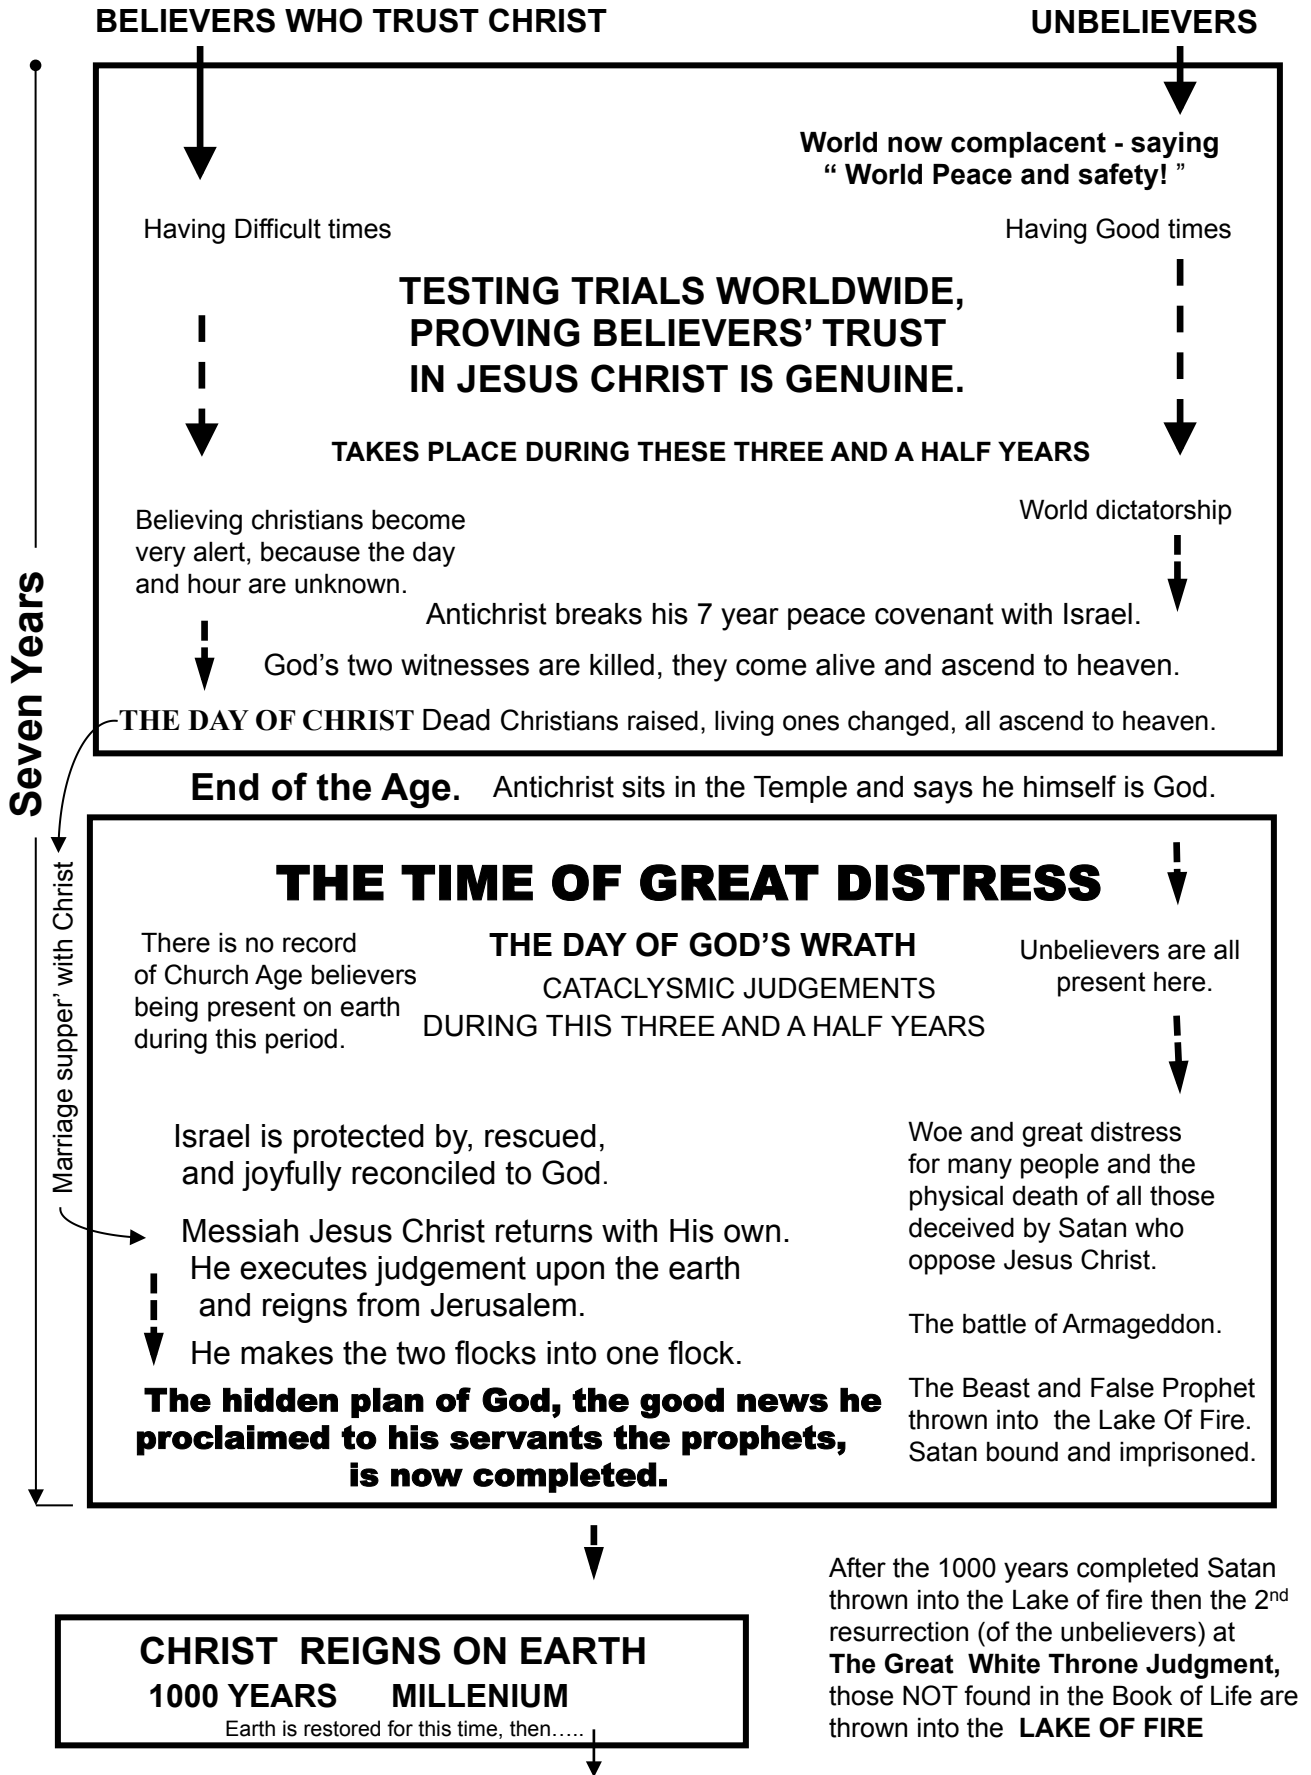 BELIEVERS WHO TRUST CHRIST
UNBELIEVERS
World now complacent - saying
“ World Peace and safety! ”
Having Difficult times
Having Good times
TESTING TRIALS WORLDWIDE,
PROVING BELIEVERS’ TRUST
IN JESUS CHRIST IS GENUINE.
TAKES PLACE DURING THESE THREE AND A HALF YEARS
Believing christians become
very alert, because the day
and hour are unknown.
World dictatorship
Antichrist breaks his 7 year peace covenant with Israel.
God’s two witnesses are killed, they come alive and ascend to heaven.
THE DAY OF CHRIST Dead Christians raised, living ones changed, all ascend to heaven.
Seven Years
End of the Age. Antichrist sits in the Temple and says he himself is God.
Marriage supper’ with Christ
THE TIME OF GREAT DISTRESS
There is no record
of Church Age believers
being present on earth
during this period.
THE DAY OF GOD’S WRATH
CATACLYSMIC JUDGEMENTS
DURING THIS THREE AND A HALF YEARS
Unbelievers are all
present here.
Israel is protected by, rescued,
and joyfully reconciled to God.
Messiah Jesus Christ returns with His own.
He executes judgement upon the earth
and reigns from Jerusalem.
He makes the two flocks into one flock.
The hidden plan of God, the good news he
proclaimed to his servants the prophets,
is now completed.
Woe and great distress
for many people and the
physical death of all those
deceived by Satan who
oppose Jesus Christ.
The battle of Armageddon.
The Beast and False Prophet
thrown into the Lake Of Fire.
Satan bound and imprisoned.
CHRIST REIGNS ON EARTH
1000 YEARS MILLENIUM
Earth is restored for this time, then…..
After the 1000 years completed Satan
thrown into the Lake of fire then the 2nd
resurrection (of the unbelievers) at
The Great White Throne Judgment,
those NOT found in the Book of Life are
thrown into the LAKE OF FIRE